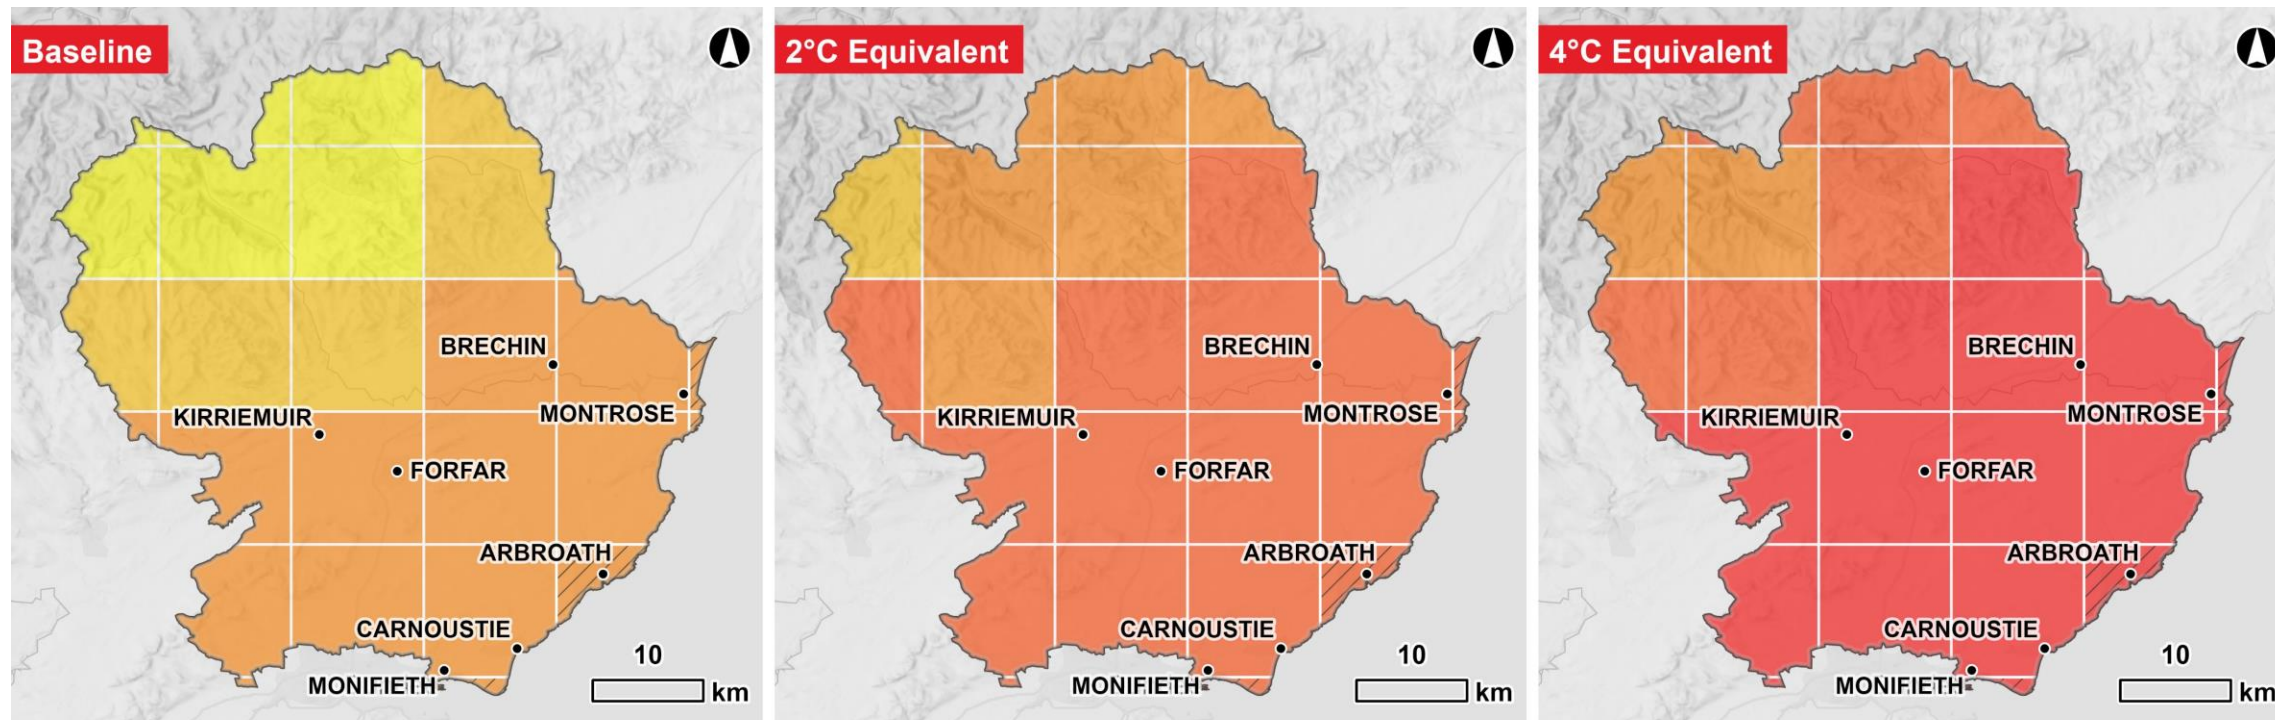 Baseline
BRECHIN
KIRRIEMUIR
MONTROSE
FORFAR
ARBROATH
CARNOUSTIE
MONIFIETH
10
km
2°C Equivalent
BRECHIN
KIRRIEMUIR
MONTROSE
FORFAR
ARBROATH
CARNOUSTIE
MONIFIETH
10
km
4°C Equivalent
BRECHIN
KIRRIEMUIR
MONTROSE
FORFAR
ARBROATH
CARNOUSTIE
MONIFIETH
10
km